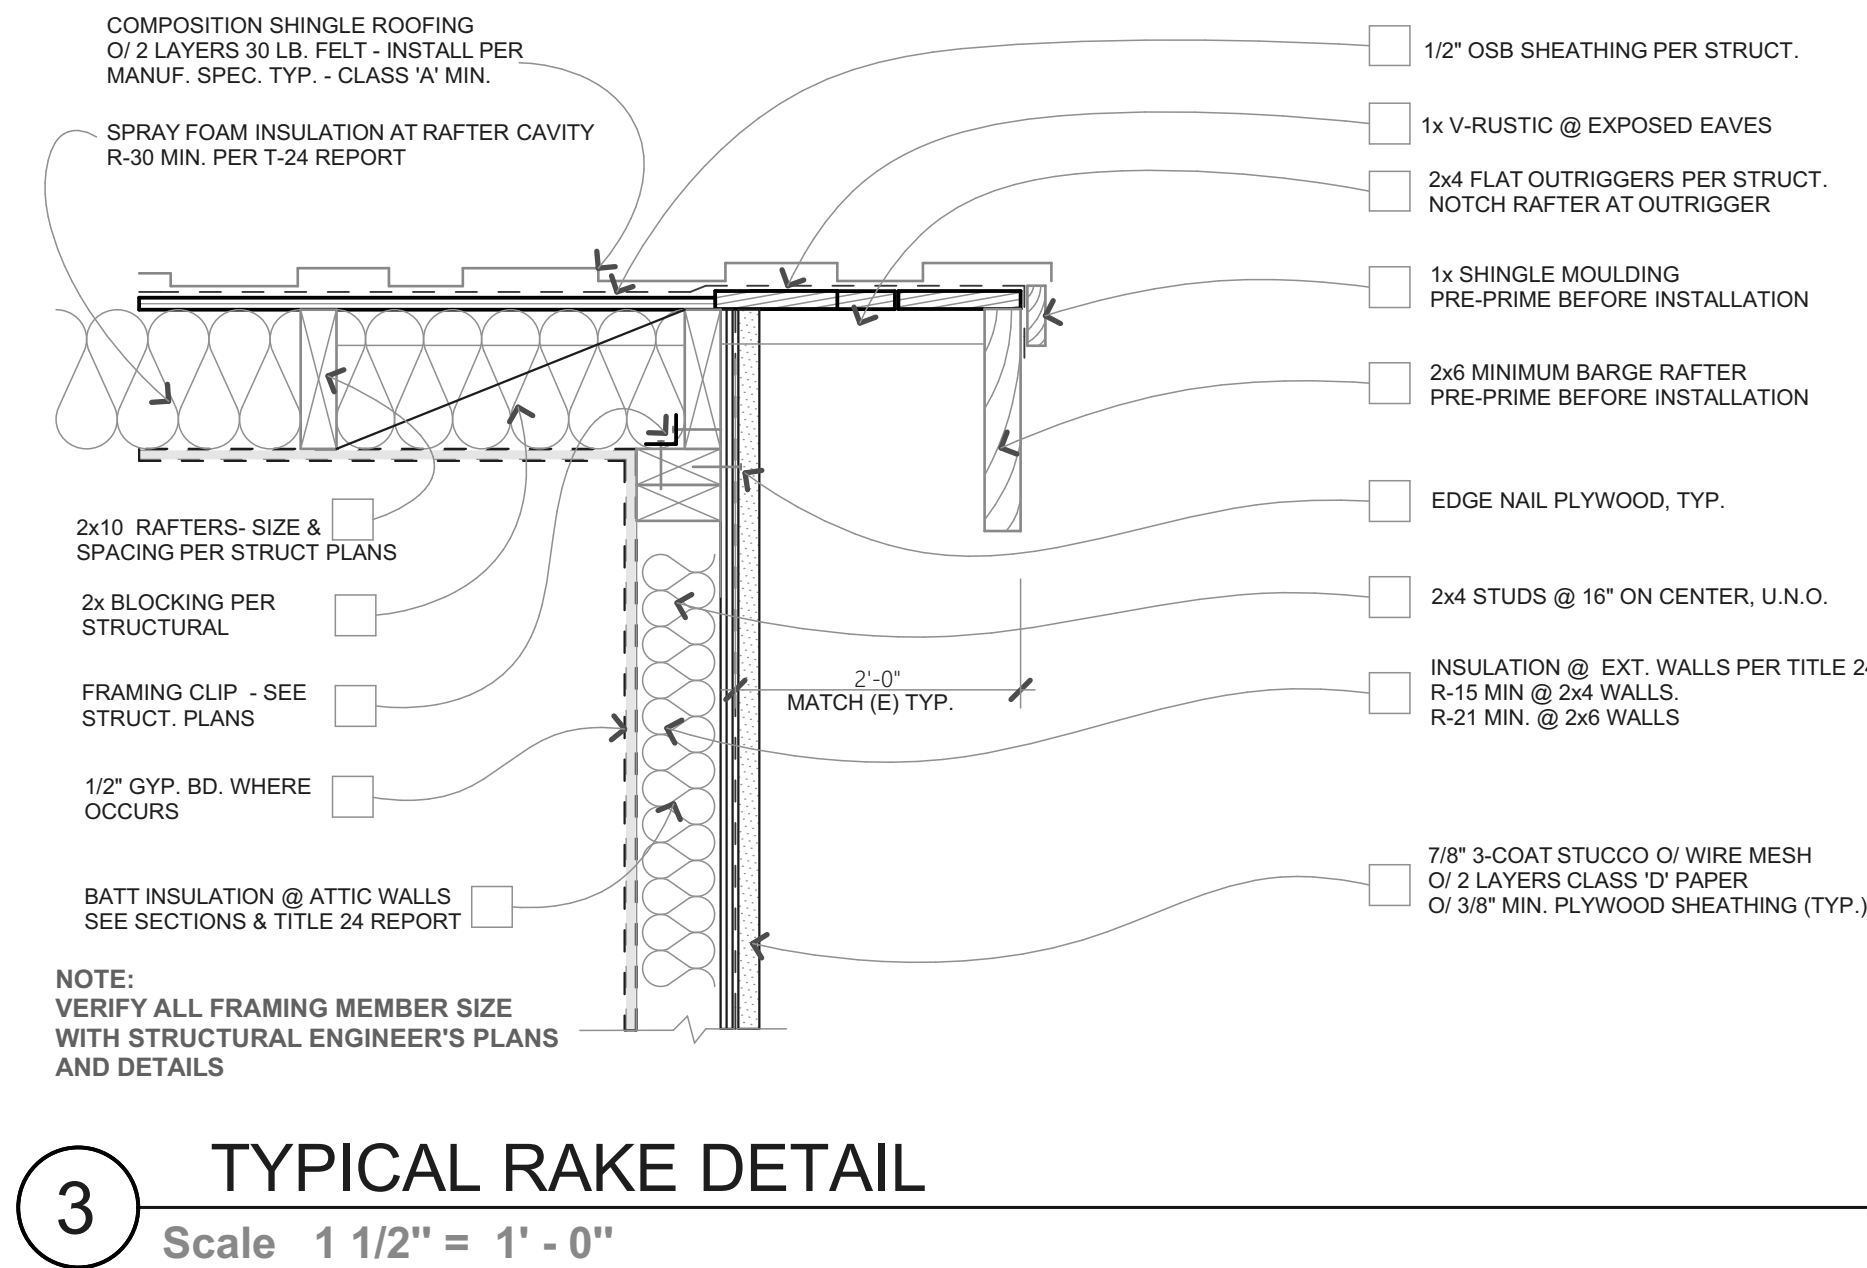 COMPOSITION SHINGLE ROOFING
O/ 2 LAYERS 30 LB. FELT - INSTALL PER
MANUF. SPEC. TYP. - CLASS 'A' MIN.
SPRAY FOAM INSULATION AT RAFTER CAVITY
R-30 MIN. PER T-24 REPORT
2x10 RAFTERS- SIZE &
SPACING PER STRUCT PLANS
2x BLOCKING PER
STRUCTURAL
FRAMING CLIP - SEE
STRUCT. PLANS
1/2" GYP. BD. WHERE
OCCURS
BATT INSULATION @ ATTIC WALLS
SEE SECTIONS & TITLE 24 REPORT
NOTE:
VERIFY ALL FRAMING MEMBER SIZE
WITH STRUCTURAL ENGINEER'S PLANS
AND DETAILS
2'-0"
MATCH (E) TYP.
1/2" OSB SHEATHING PER STRUCT.
1x V-RUSTIC @ EXPOSED EAVES
2x4 FLAT OUTRIGGERS PER STRUCT.
NOTCH RAFTER AT OUTRIGGER
1x SHINGLE MOULDING
PRE-PRIME BEFORE INSTALLATION
2x6 MINIMUM BARGE RAFTER
PRE-PRIME BEFORE INSTALLATION
EDGE NAIL PLYWOOD, TYP.
2x4 STUDS @ 16" ON CENTER, U.N.O.
INSULATION @ EXT. WALLS PER TITLE 24
R-15 MIN @ 2x4 WALLS.
R-21 MIN. @ 2x6 WALLS
7/8" 3-COAT STUCCO O/ WIRE MESH
O/ 2 LAYERS CLASS 'D' PAPER
O/ 3/8" MIN. PLYWOOD SHEATHING (TYP.)
3
TYPICAL RAKE DETAIL
Scale 1 1/2" = 1' - 0"